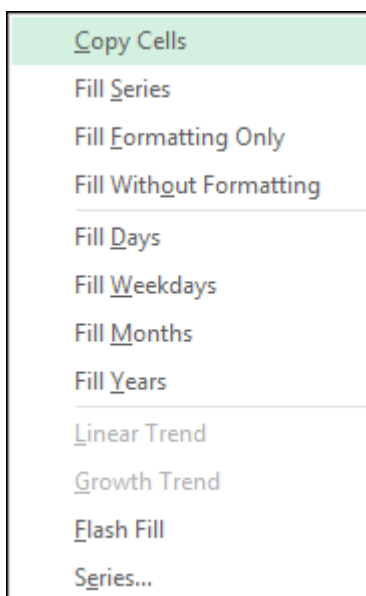 Copy Cells
Fill Series
Fill Formatting Only
Fill Without Formatting
Fill Days
Fill Weekdays
Fill Months
Fill Years
Linear Trend
Growth Trend
Flash Fill
Series...